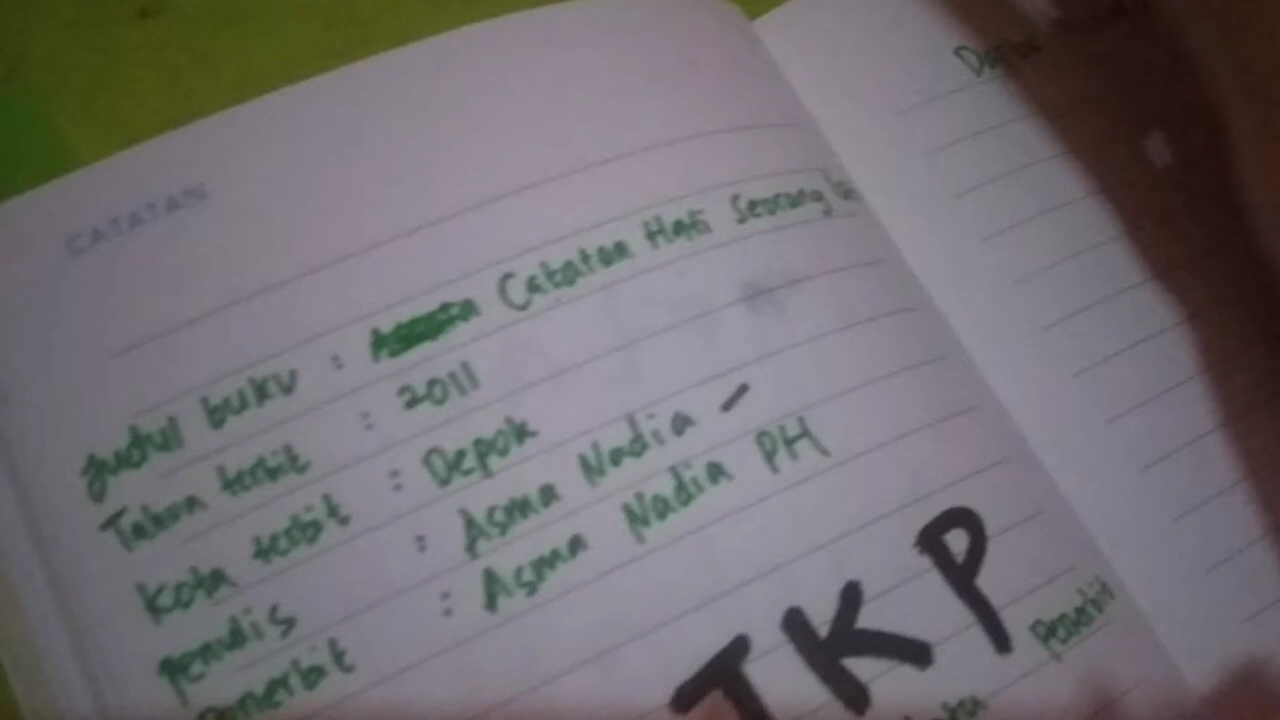 CATATAN
Judul buku : Catatan Hati Seorang
Tahun terbit : 2011
Kota terbit : Depok
Penulis : Asma Nadia -
Penerbit : Asma Nadia PH
TKP
Penerbit